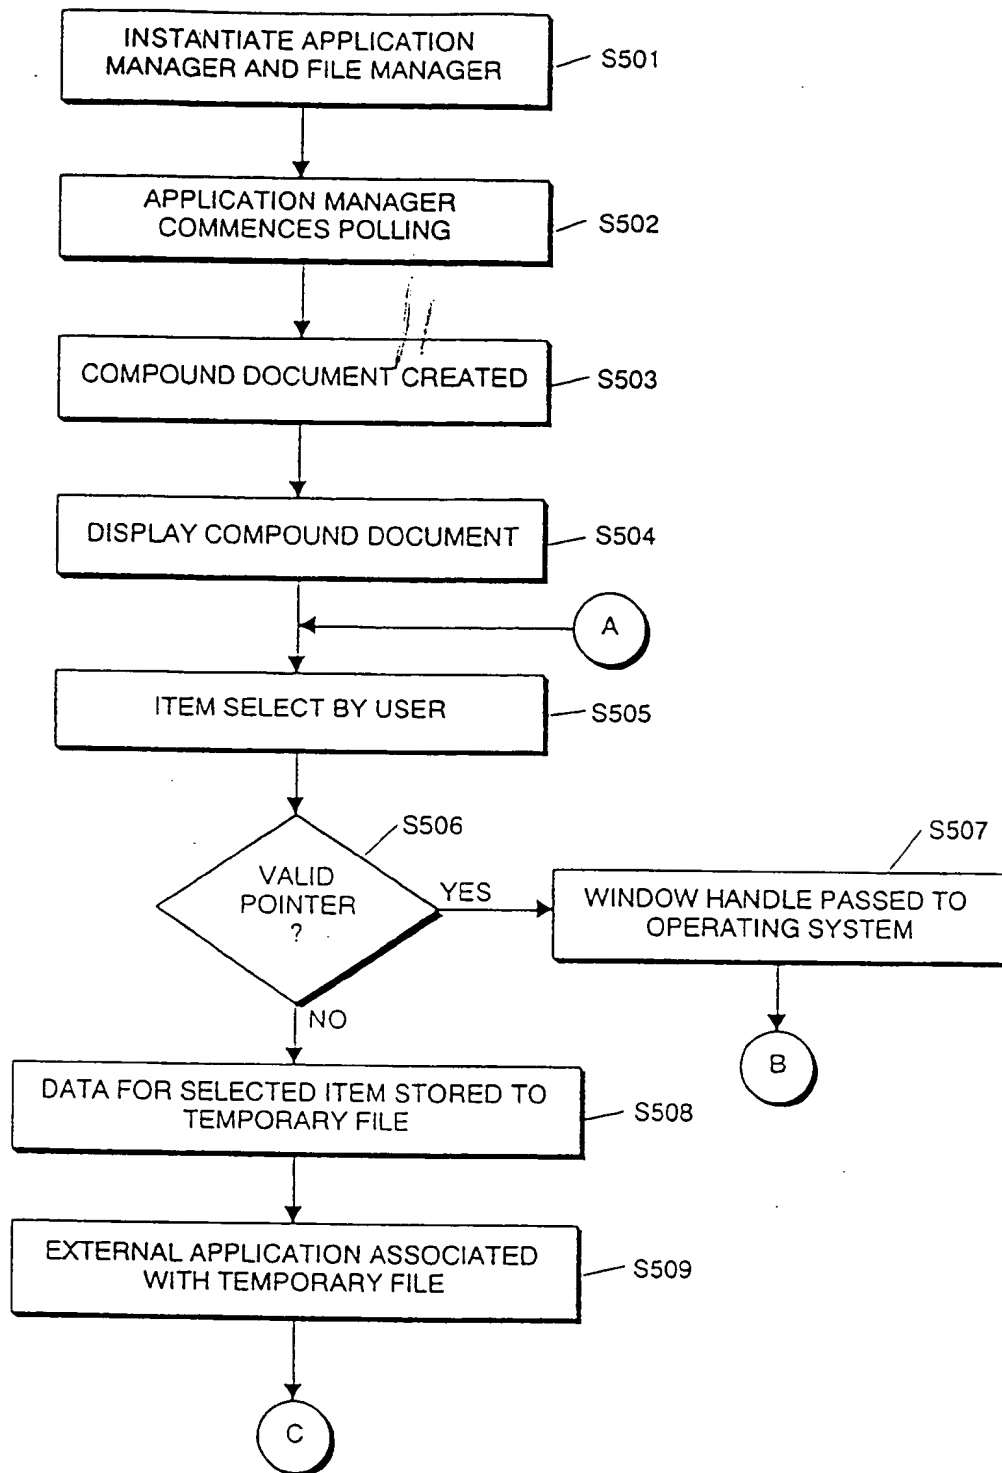 INSTANTIATE APPLICATION
MANAGER AND FILE MANAGER
S501
APPLICATION MANAGER
COMMENCES POLLING
S502
COMPOUND DOCUMENT CREATED
S503
DISPLAY COMPOUND DOCUMENT
S504
A
ITEM SELECT BY USER
S505
S506
VALID
POINTER
?
YES
S507
WINDOW HANDLE PASSED TO
OPERATING SYSTEM
NO
B
DATA FOR SELECTED ITEM STORED TO
TEMPORARY FILE
S508
EXTERNAL APPLICATION ASSOCIATED
WITH TEMPORARY FILE
S509
C